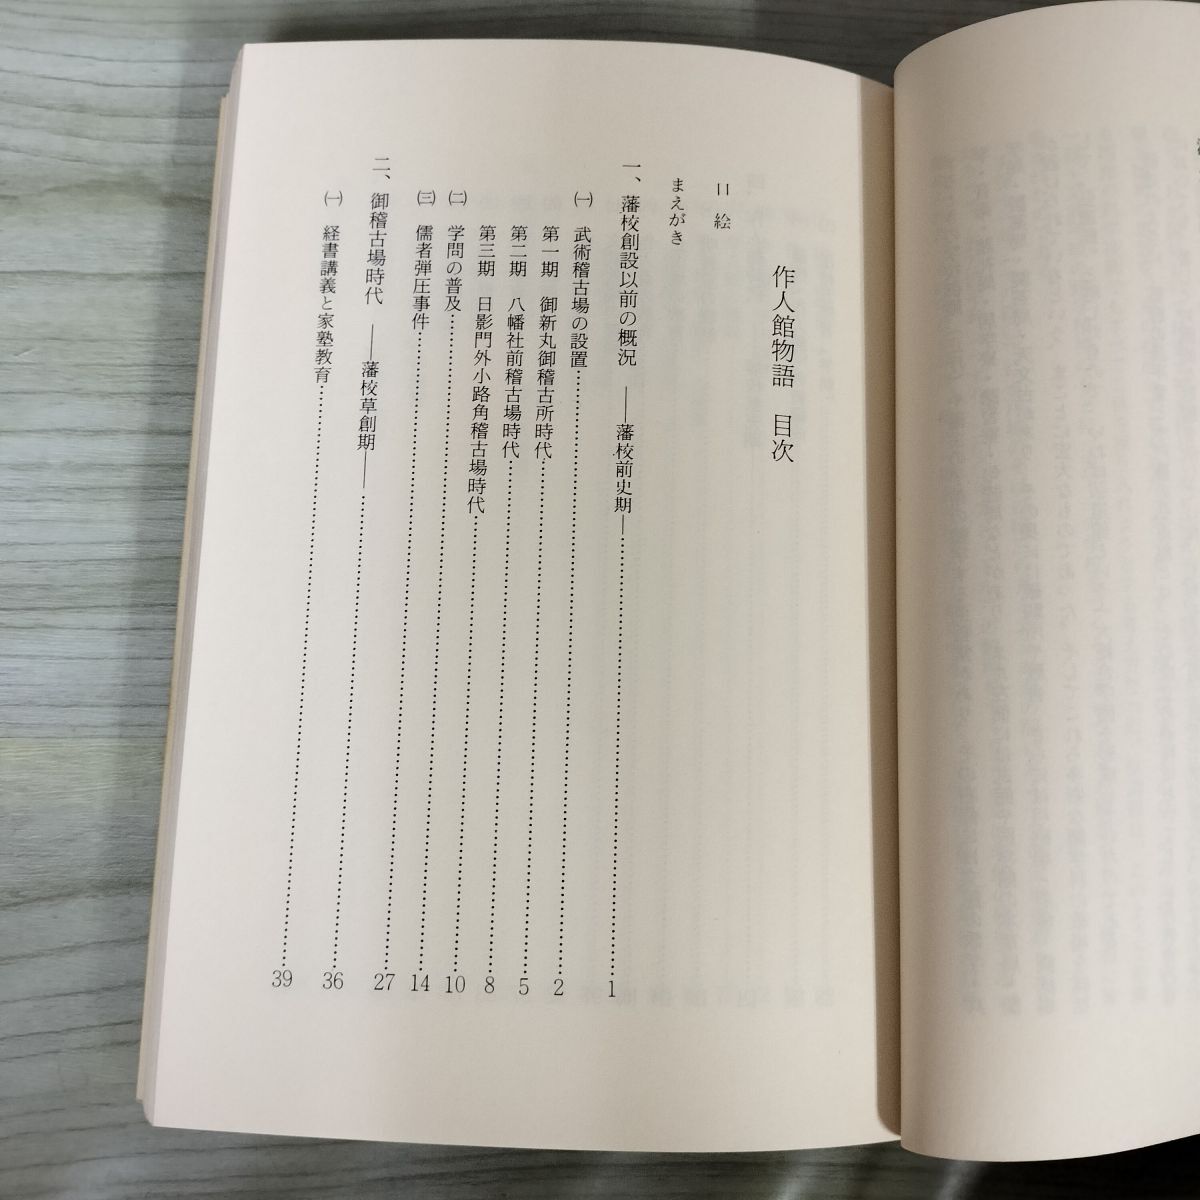 作人館物語　目次
口　絵
まえがき
一、藩校創設以前の概況　――藩校前史期―………1
㈠　武術稽古場の設置………2
第一期　御新丸御稽古所時代………5
第二期　八幡社前稽古場時代………8
第三期　日影門外小路角稽古場時代………10
㈡　学問の普及………14
㈢　儒者弾圧事件………27
二、御稽古場時代　――藩校草創期――………36
㈠　経書講義と家塾教育………39